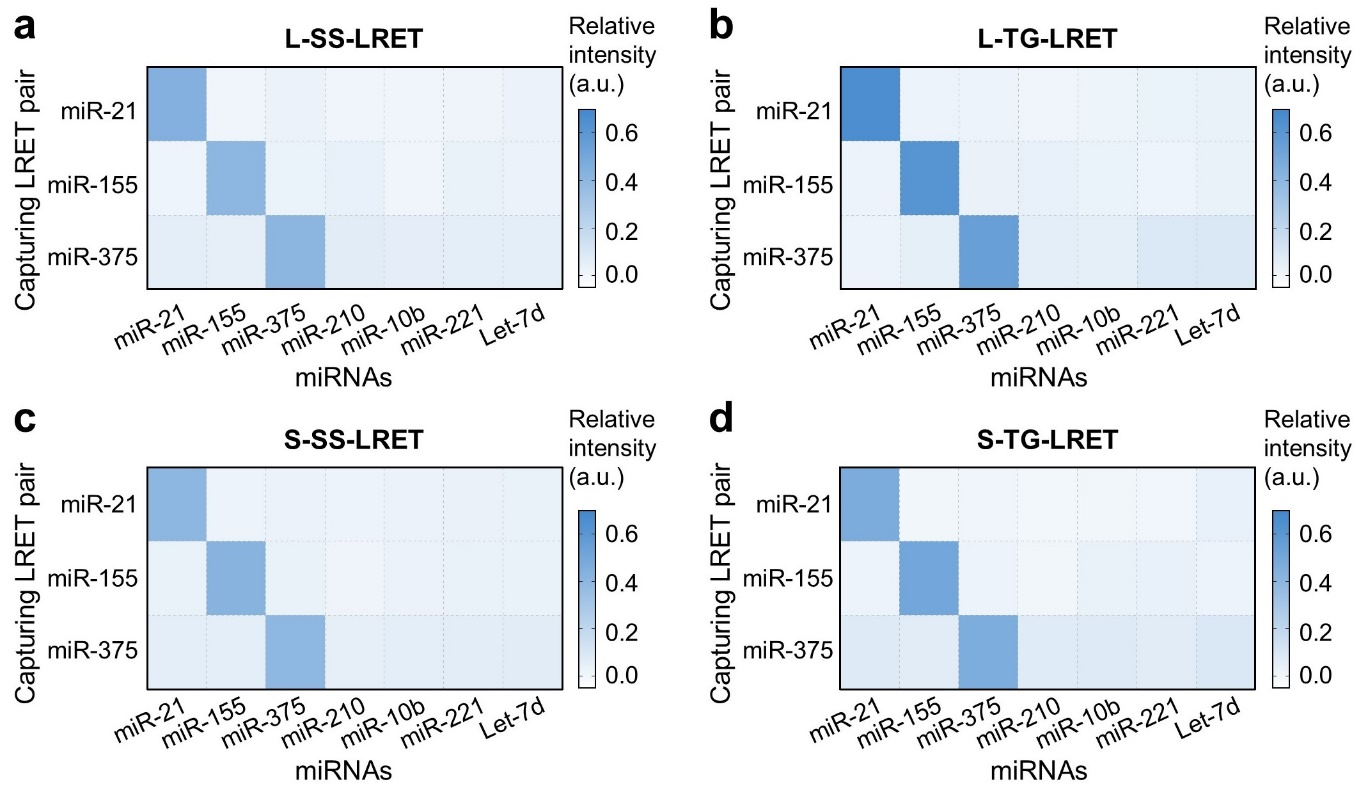 a
L-SS-LRET
Relative
intensity
(a.u.)
Capturing LRET pair
miR-21
miR-155
miR-375
0.6
0.4
0.2
0.0
miR-21
miR-155
miR-375
miR-210
miR-10b
miR-221
Let-7d
miRNAs
b
L-TG-LRET
Relative
intensity
(a.u.)
Capturing LRET pair
miR-21
miR-155
miR-375
0.6
0.4
0.2
0.0
miR-21
miR-155
miR-375
miR-210
miR-10b
miR-221
Let-7d
miRNAs
c
S-SS-LRET
Relative
intensity
(a.u.)
Capturing LRET pair
miR-21
miR-155
miR-375
0.6
0.4
0.2
0.0
miR-21
miR-155
miR-375
miR-210
miR-10b
miR-221
Let-7d
miRNAs
d
S-TG-LRET
Relative
intensity
(a.u.)
Capturing LRET pair
miR-21
miR-155
miR-375
0.6
0.4
0.2
0.0
miR-21
miR-155
miR-375
miR-210
miR-10b
miR-221
Let-7d
miRNAs